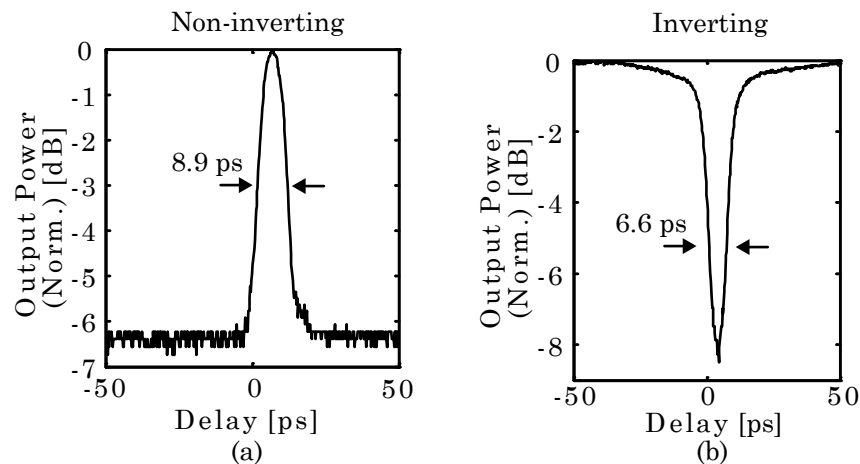 Non-inverting
Output Power
(Norm.) [dB]
0
-1
-2
-3
-4
-5
-6
-7
8.9 ps
-50
0
50
Delay [ps]
(a)
Inverting
Output Power
(Norm.) [dB]
0
-2
-4
-6
-8
6.6 ps
-50
0
50
Delay [ps]
(b)